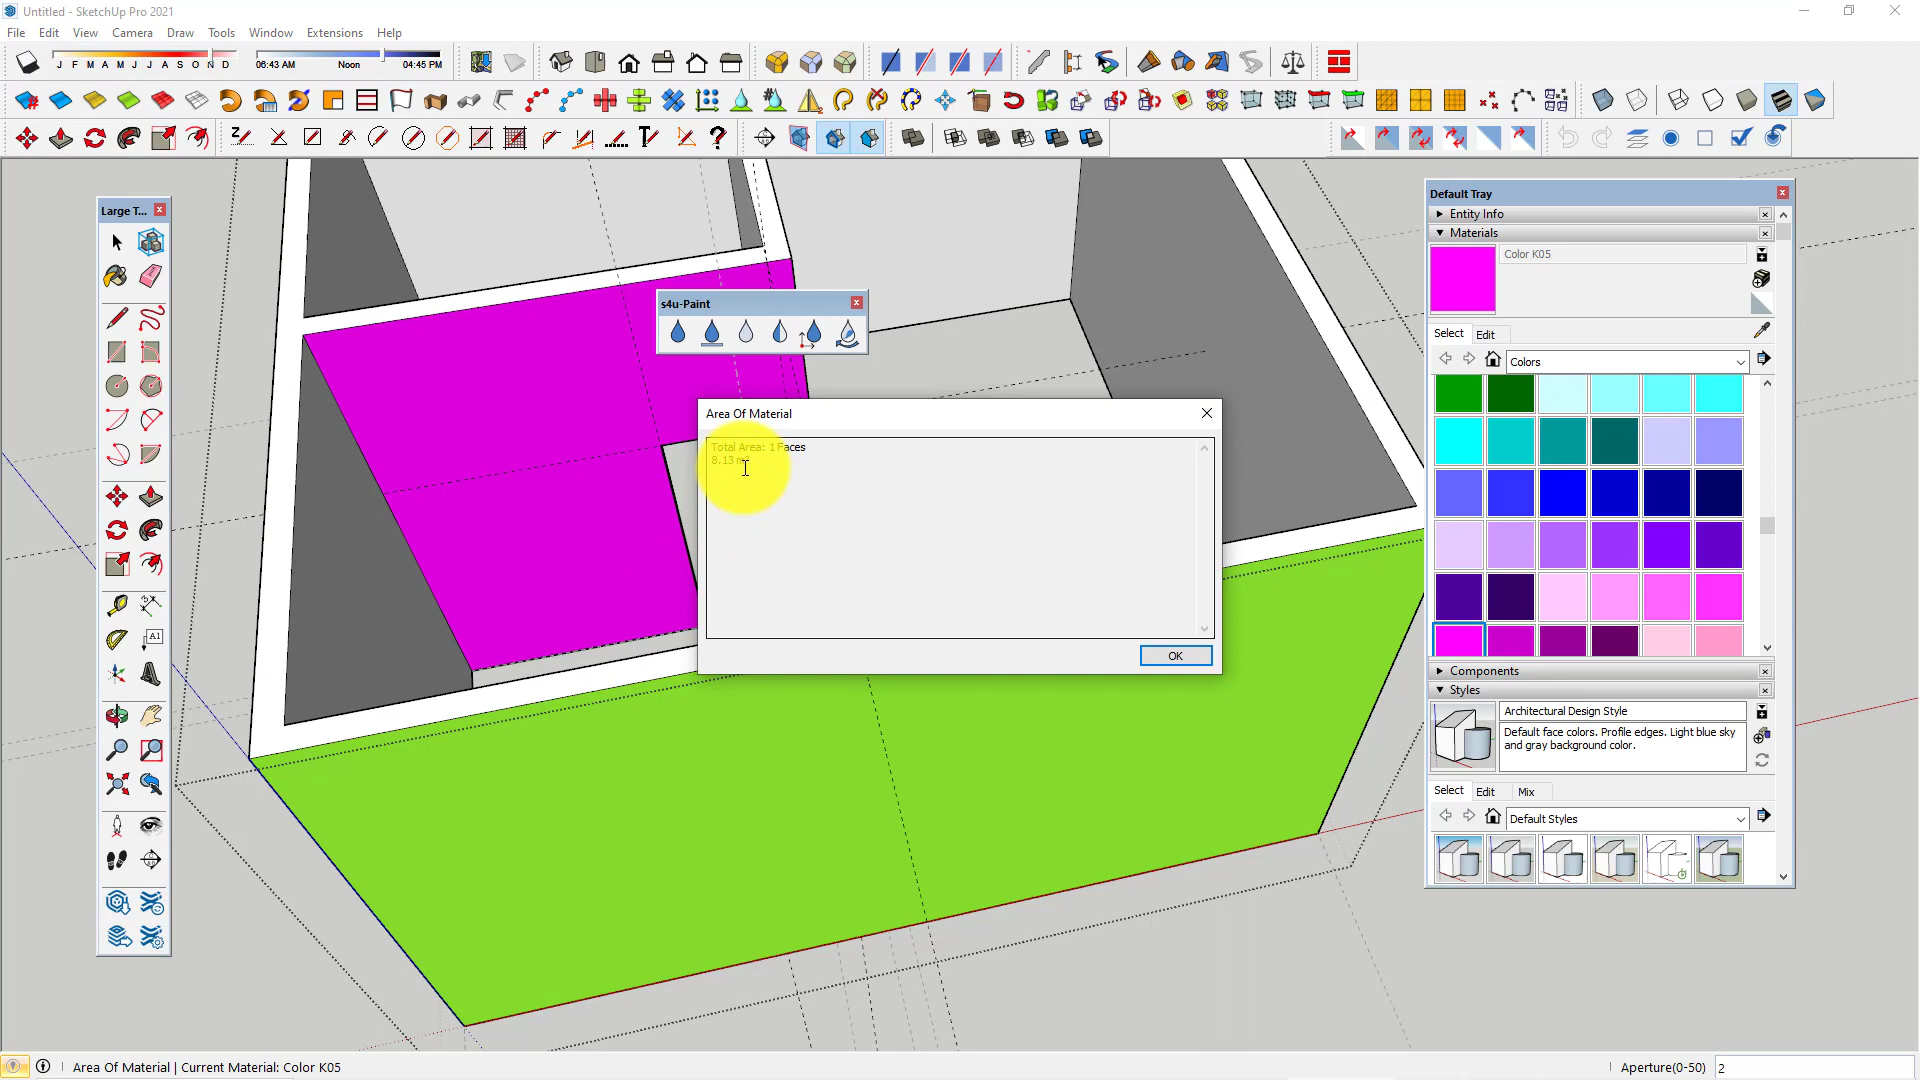 Untitled - SketchUp Pro 2021
File Edit View Camera Draw Tools Window Extensions Help
J F M A M J J A S O N D
06:43 AM Noon 04:45 PM
Large T...
A1
s4u-Paint
Area Of Material
Total Area: 1 Faces
8.13 m²
OK
Default Tray
Entity Info
Materials
Color K05
Select Edit
Colors
Components
Styles
Architectural Design Style
Default face colors. Profile edges. Light blue sky
and gray background color.
Select Edit Mix
Default Styles
Area Of Material | Current Material: Color K05
Aperture(0-50) 2